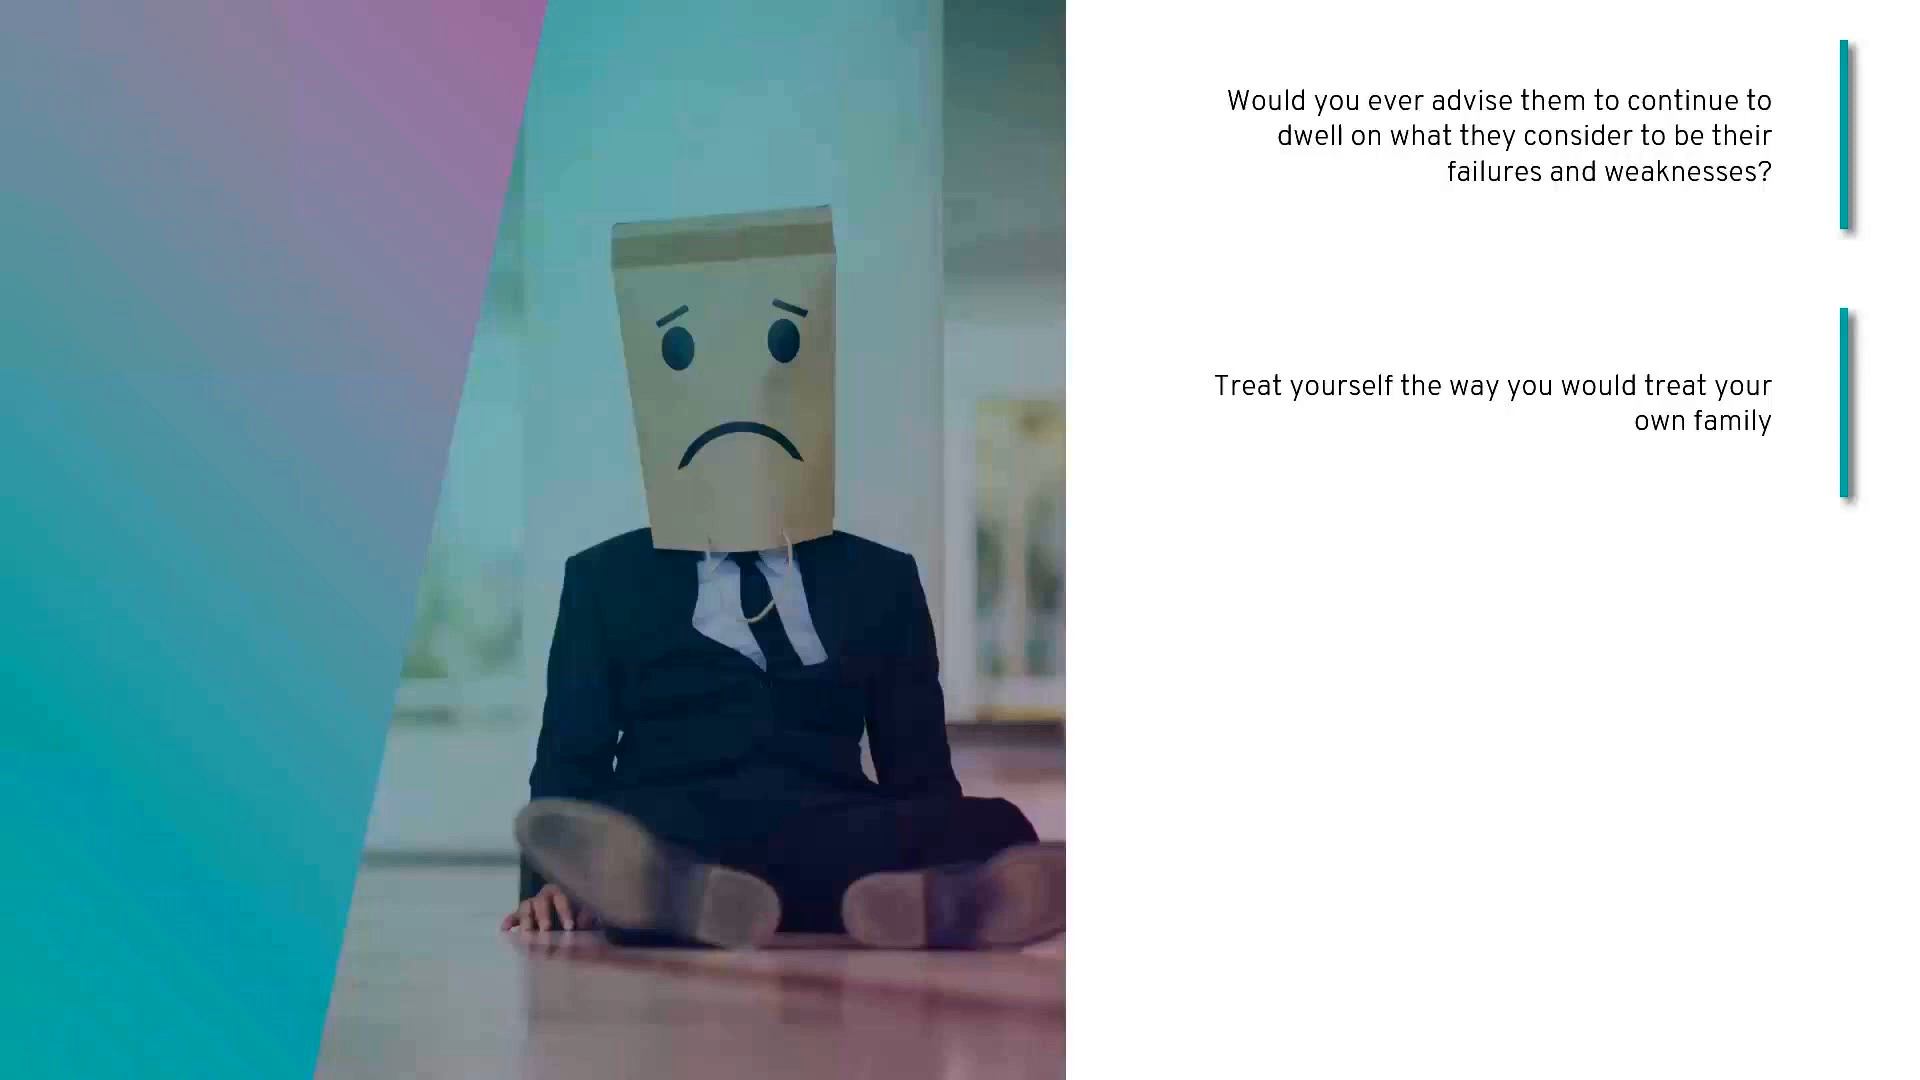 Would you ever advise them to continue to
dwell on what they consider to be their
failures and weaknesses?
Treat yourself the way you would treat your
own family